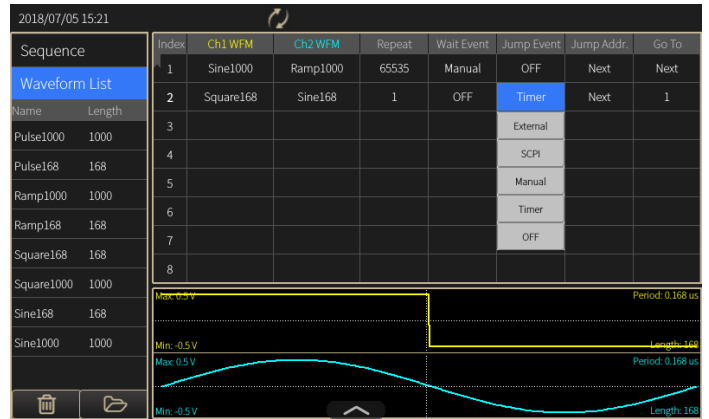 2018/07/05 15:21
Sequence
Waveform List
Name Length
Pulse1000 1000
Pulse168 168
Ramp1000 1000
Ramp168 168
Square168 168
Square1000 1000
Sine168 168
Sine1000 1000
Index Ch1 WFM Ch2 WFM Repeat Wait Event Jump Event Jump Addr. Go To
1 Sine1000 Ramp1000 65535 Manual OFF Next Next
2 Square168 Sine168 1 OFF Timer Next 1
3 External
4 SCPI
5 Manual
6 Timer
7 OFF
8
Max: 0.5 V Period: 0.168 us
Min: -0.5 V Length: 168
Max: 0.5 V Period: 0.168 us
Min: -0.5 V Length: 168